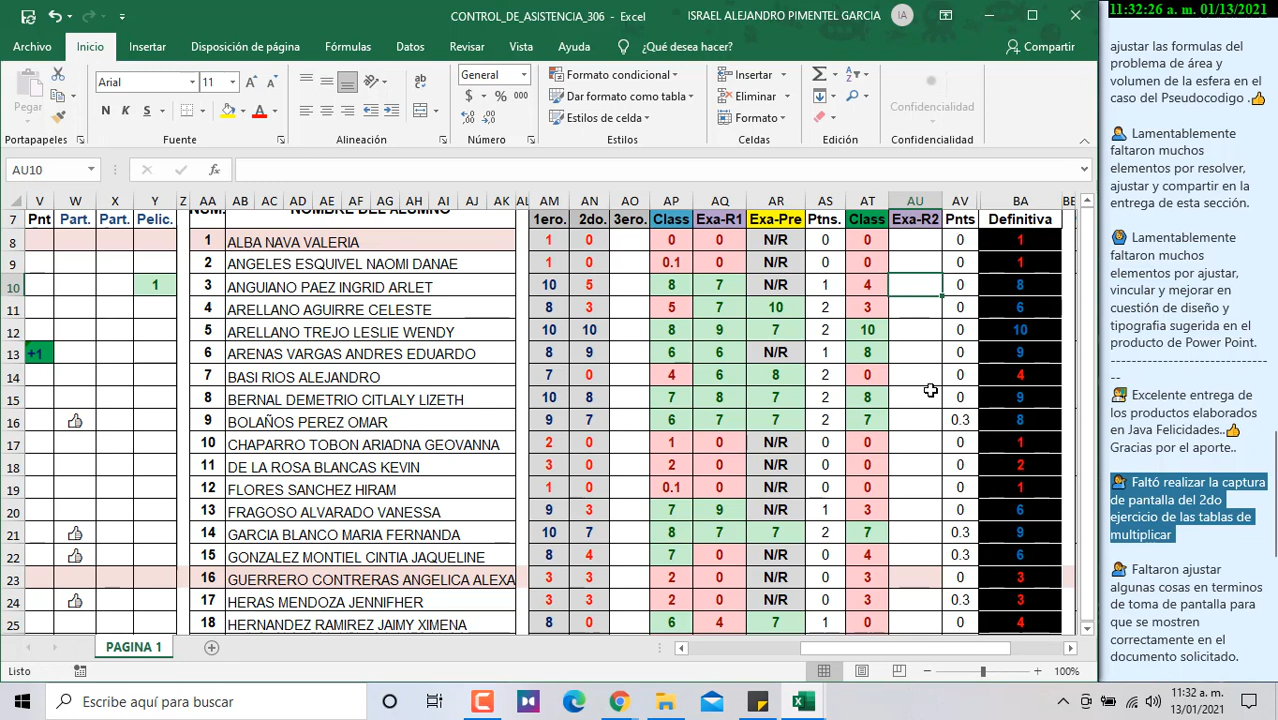 CONTROL_DE_ASISTENCIA_306 - Excel
ISRAEL ALEJANDRO PIMENTEL GARCIA
IA
11:32:26 a. m. 01/13/2021
Archivo Inicio Insertar Disposición de página Fórmulas Datos Revisar Vista Ayuda ¿Qué desea hacer? Compartir
Pegar
Arial 11
N K S
General
$ % 000
Formato condicional
Dar formato como tabla
Estilos de celda
Insertar
Eliminar
Formato
Confidencialidad
Portapapeles Fuente Alineación Número Estilos Celdas Edición Confidencialidad
AU10
fx
V W X Y Z AA AB AC AD AE AF AG AH AI AJ AK AL AM AN AO AP AQ AR AS AT AU AV BA BE
7 Pnt Part. Part. Pelic. NUM. NOMBRE DEL ALUMNO 1ero. 2do. 3ero. Class Exa-R1 Exa-Pre Ptns. Class Exa-R2 Pnts Definitiva
8 1 ALBA NAVA VALERIA 1 0 0 0 N/R 0 0 0 1
9 2 ANGELES ESQUIVEL NAOMI DANAE 1 0 0.1 0 N/R 0 0 0 1
10 1 3 ANGUIANO PAEZ INGRID ARLET 10 5 8 7 N/R 1 4 0 8
11 4 ARELLANO AGUIRRE CELESTE 8 3 5 7 10 2 3 0 6
12 5 ARELLANO TREJO LESLIE WENDY 10 10 8 9 7 2 10 0 10
13 +1 6 ARENAS VARGAS ANDRES EDUARDO 8 9 6 6 N/R 1 8 0 9
14 7 BASI RIOS ALEJANDRO 7 0 4 6 8 2 0 0 4
15 8 BERNAL DEMETRIO CITLALY LIZETH 10 8 7 8 7 2 8 0 9
16 9 BOLAÑOS PEREZ OMAR 9 7 6 7 7 2 7 0.3 8
17 10 CHAPARRO TOBON ARIADNA GEOVANNA 2 0 1 0 N/R 0 0 0 1
18 11 DE LA ROSA BLANCAS KEVIN 3 0 2 0 N/R 0 0 0 2
19 12 FLORES SANCHEZ HIRAM 1 0 0.1 0 N/R 0 0 0 1
20 13 FRAGOSO ALVARADO VANESSA 9 3 7 9 N/R 1 3 0 6
21 14 GARCIA BLANCO MARIA FERNANDA 10 7 8 7 7 2 7 0.3 9
22 15 GONZALEZ MONTIEL CINTIA JAQUELINE 8 4 7 0 N/R 0 4 0.3 6
23 16 GUERRERO CONTRERAS ANGELICA ALEXA 3 3 2 0 N/R 0 3 0 3
24 17 HERAS MENDOZA JENNIFHER 3 3 2 0 N/R 0 3 0.3 3
25 18 HERNANDEZ RAMIREZ JAIMY XIMENA 8 0 6 4 7 1 0 0 4
PAGINA 1
Listo
100%
ajustar las formulas del
problema de área y
volumen de la esfera en el
caso del Pseudocodigo .
Lamentablemente
faltaron muchos
elementos por resolver,
ajustar y compartir en la
entrega de esta sección.
Lamentablemente
faltaron muchos
elementos por ajustar,
vincular y mejorar en
cuestión de diseño y
tipografia sugerida en el
producto de Power Point.
-----------------------------
--
Excelente entrega de
los productos elaborados
en Java Felicidades..
Gracias por el aporte..
Faltó realizar la captura
de pantalla del 2do
ejercicio de las tablas de
multiplicar
Faltaron ajustar
algunas cosas en terminos
de toma de pantalla para
que se mostren
correctamente en el
documento solicitado.
Escribe aquí para buscar
11:32 a. m.
13/01/2021